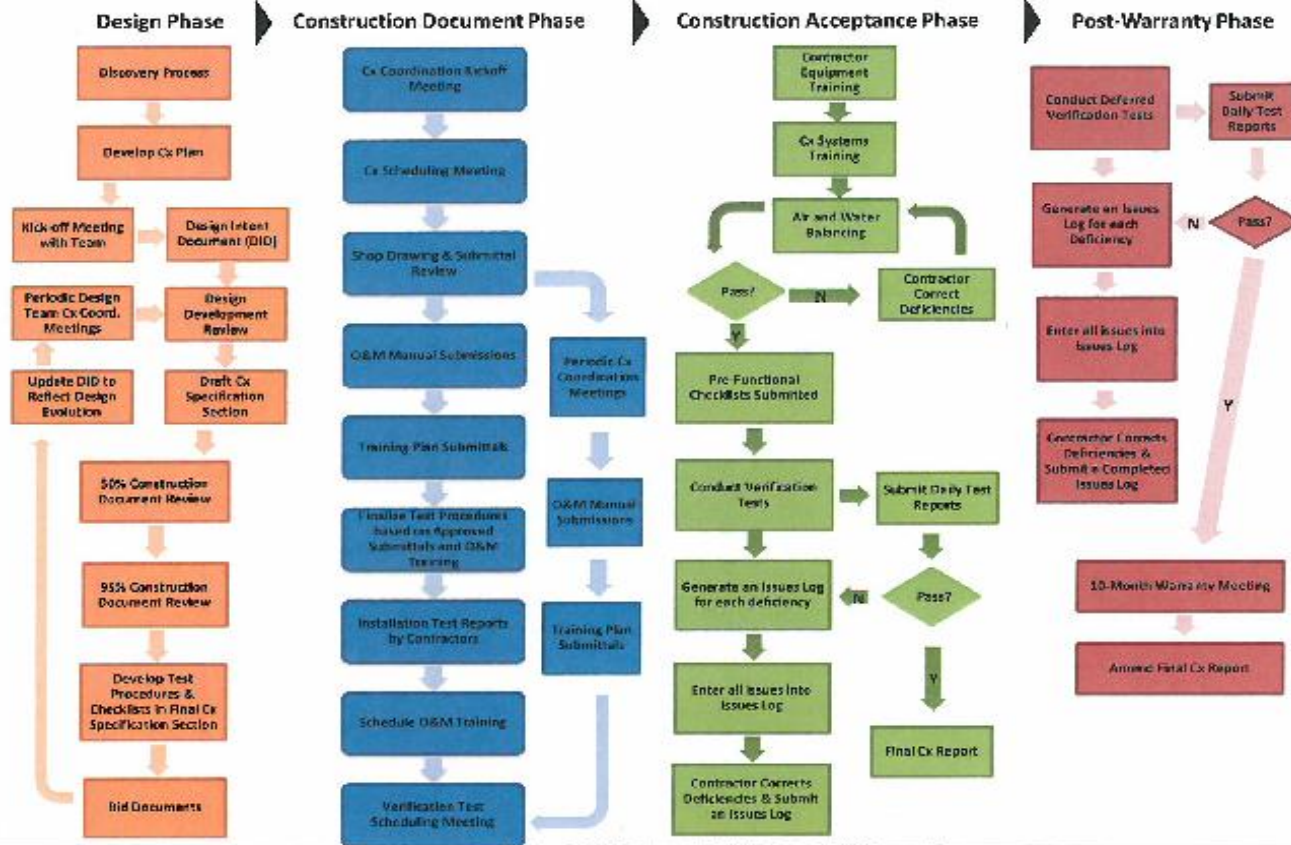 Design Phase
Construction Document Phase
Construction Acceptance Phase
Post-Warranty Phase
Discovery Process
Develop Cx Plan
Kick-off Meeting
with Team
Design Intent
Document (DID)
Periodic Design
Team Cx Coord.
Meetings
Design
Development
Review
Update DID to
Reflect Design
Evolution
Draft Cx
Specification
Section
50% Construction
Document Review
95% Construction
Document Review
Develop Test
Procedures &
Checklists in Final Cx
Specification Section
Bid Documents
Cx Coordination Kickoff
Meeting
Cx Scheduling Meeting
Shop Drawing & Submittal
Review
O&M Manual Submissions
Training Plan Submittals
Finalize Test Procedures
based on Approved
Submittals and O&M
Training
Installation Test Reports
by Contractors
Schedule O&M Training
Verification Test
Scheduling Meeting
Periodic Cx
Coordination
Meetings
O&M Manual
Submissions
Training Plan
Submittals
Contractor
Equipment
Training
Cx Systems
Training
Air and Water
Balancing
Pass?
N
Contractor
Correct
Deficiencies
Y
Pre-Functional
Checklists Submitted
Conduct Verification
Tests
Submit Daily Test
Reports
Generate an Issues Log
for each deficiency
N
Pass?
Y
Enter all issues into
Issues Log
Final Cx Report
Contractor Corrects
Deficiencies & Submit
an Issues Log
Conduct Deferred
Verification Tests
Submit
Daily Test
Reports
Generate an Issues
Log for each
Deficiency
N
Pass?
Y
Enter all issues into
Issues Log
Contractor Corrects
Deficiencies &
Submit a Completed
Issues Log
10-Month Warranty Meeting
Amend Final Cx Report